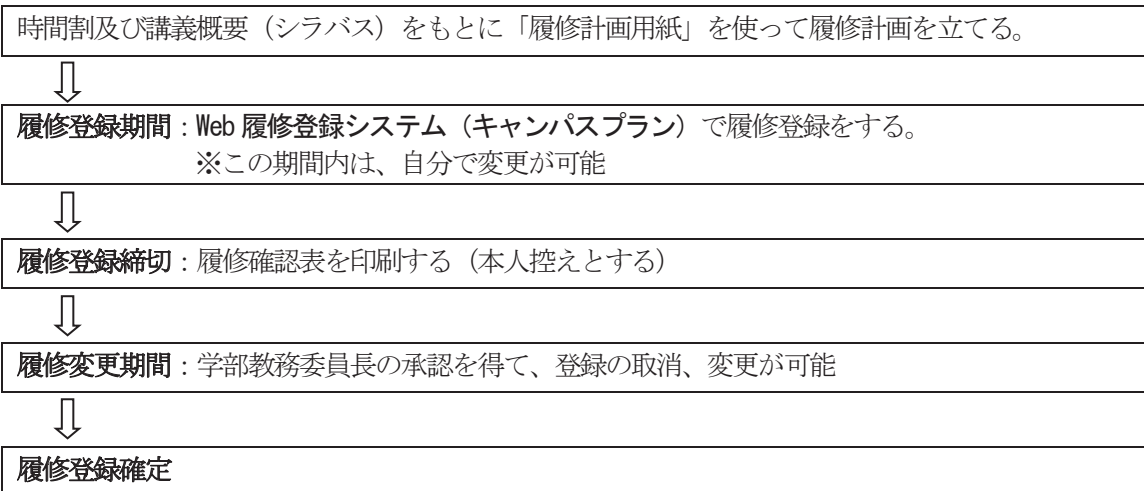 時間割及び講義概要（シラバス）をもとに「履修計画用紙」を使って履修計画を立てる。
履修登録期間：Web 履修登録システム（キャンパスプラン）で履修登録をする。
※この期間内は、自分で変更が可能
履修登録締切：履修確認表を印刷する（本人控えとする）
履修変更期間：学部教務委員長の承認を得て、登録の取消、変更が可能
履修登録確定